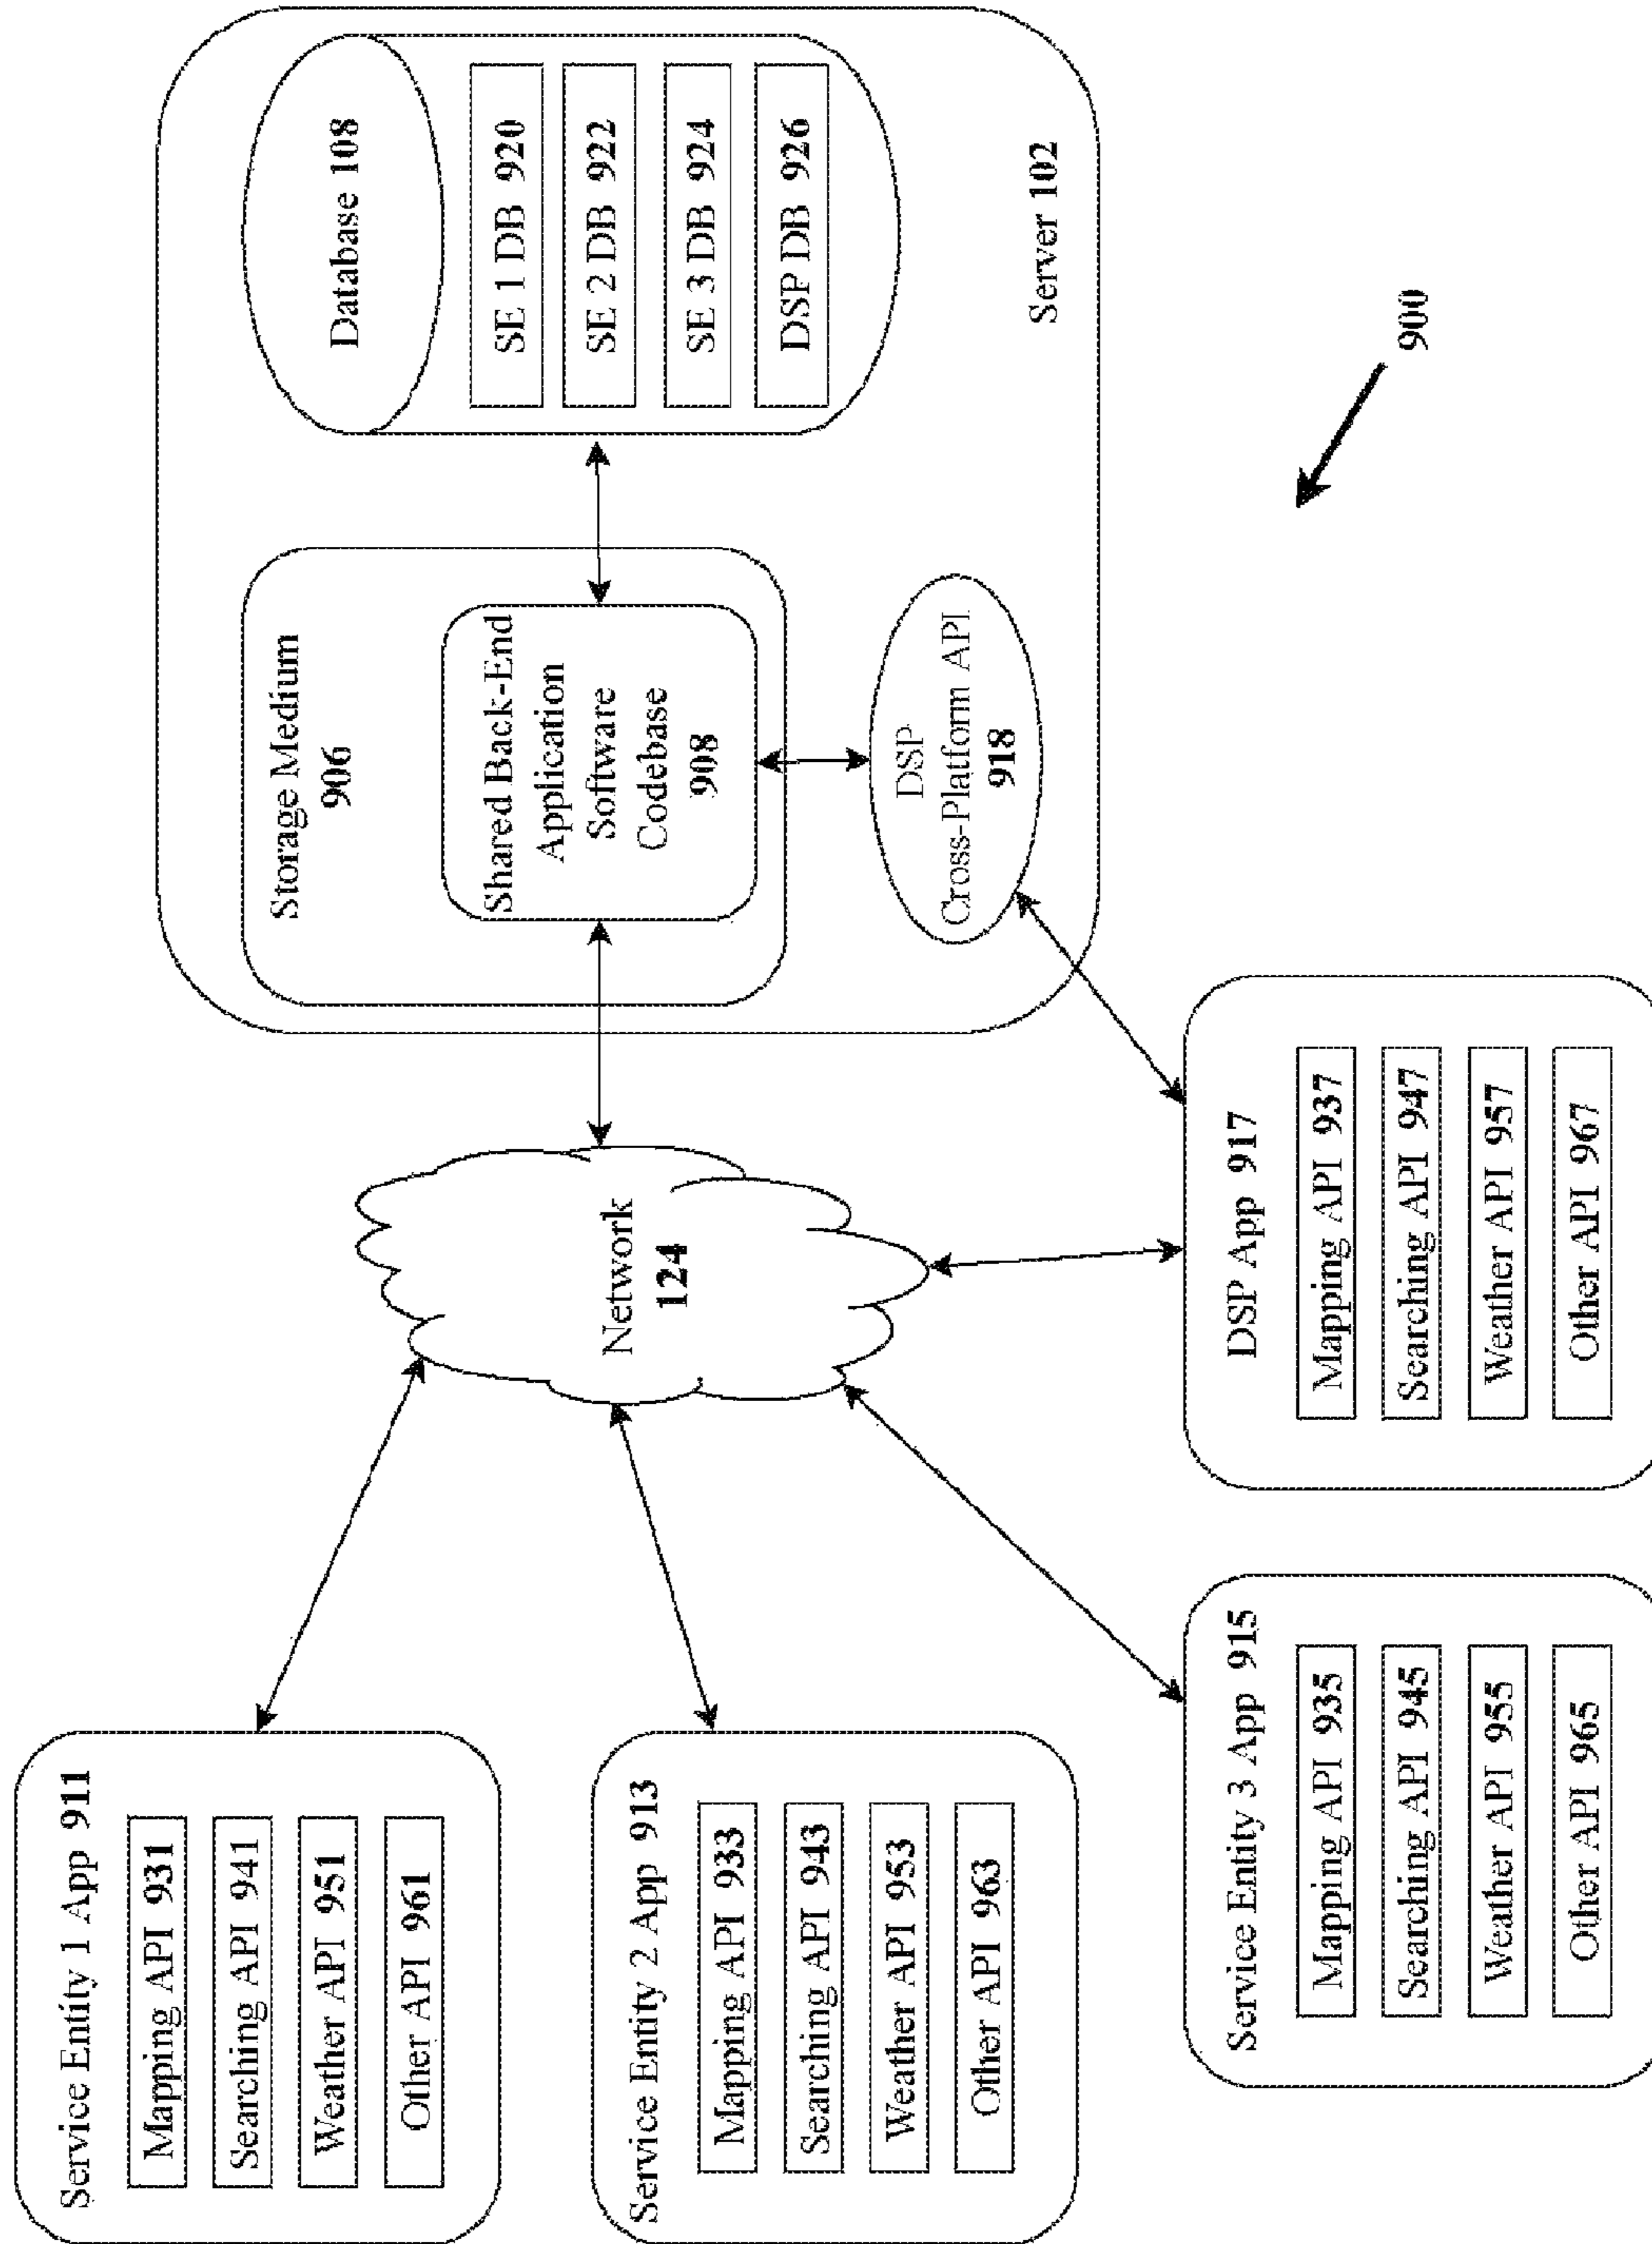 Service Entity 1 App 911
Mapping API 931
Searching API 941
Weather API 951
Other API 961
Service Entity 2 App 913
Mapping API 933
Searching API 943
Weather API 953
Other API 963
Service Entity 3 App 915
Mapping API 935
Searching API 945
Weather API 955
Other API 965
DSP App 917
Mapping API 937
Searching API 947
Weather API 957
Other API 967
Network
124
Storage Medium
906
Shared Back-End
Application
Software
Codebase
908
DSP
Cross-Platform API
918
Database 108
SE 1 DB 920
SE 2 DB 922
SE 3 DB 924
DSP DB 926
Server 102
900